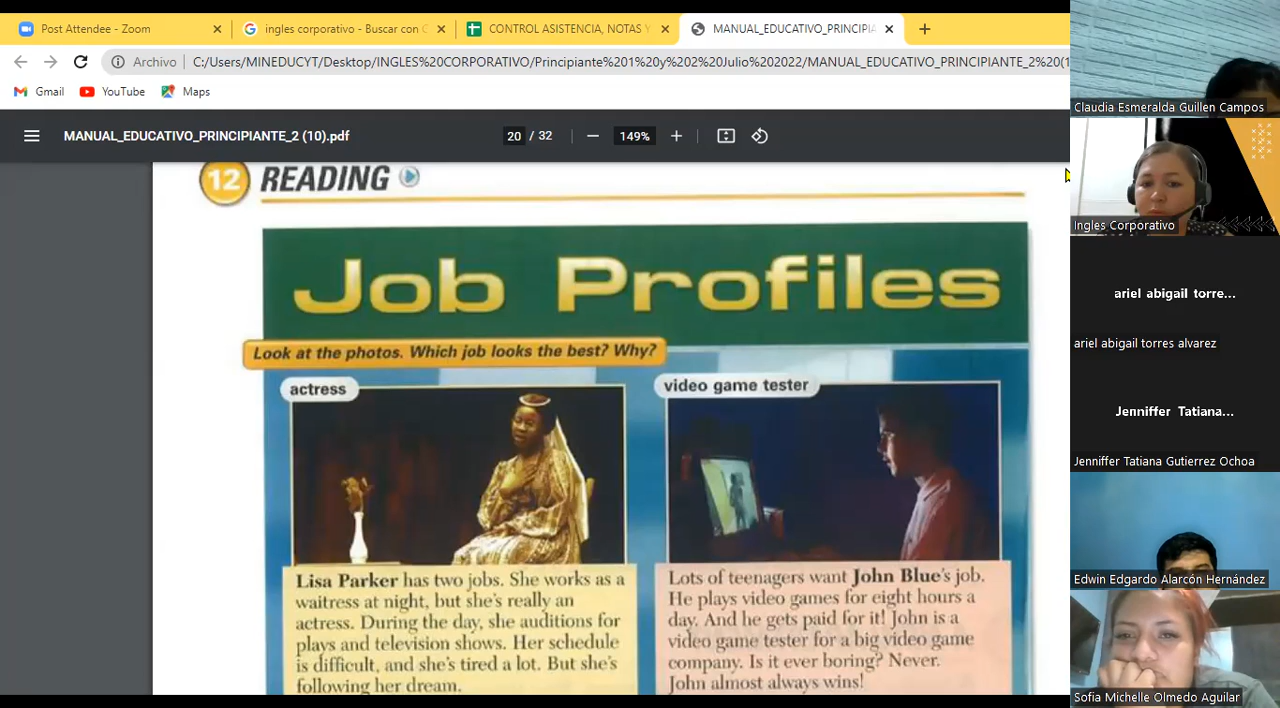 Post Attendee - Zoom
ingles corporativo - Buscar con G
CONTROL ASISTENCIA, NOTAS Y
MANUAL_EDUCATIVO_PRINCIPIA
Archivo
C:/Users/MINEDUCYT/Desktop/INGLES%20CORPORATIVO/Principiante%201%20y%202%20Julio%202022/MANUAL_EDUCATIVO_PRINCIPIANTE_2%20(1
Gmail
YouTube
Maps
MANUAL_EDUCATIVO_PRINCIPIANTE_2 (10).pdf
20 / 32
149%
12 READING
Job Profiles
Look at the photos. Which job looks the best? Why?
actress
Lisa Parker has two jobs. She works as a
waitress at night, but she's really an
actress. During the day, she auditions for
plays and television shows. Her schedule
is difficult, and she's tired a lot. But she's
following her dream.
video game tester
Lots of teenagers want John Blue's job.
He plays video games for eight hours a
day. And he gets paid for it! John is a
video game tester for a big video game
company. Is it ever boring? Never.
John almost always wins!
Claudia Esmeralda Guillen Campos
Ingles Corporativo
ariel abigail torre...
ariel abigail torres alvarez
Jenniffer Tatiana...
Jenniffer Tatiana Gutierrez Ochoa
Edwin Edgardo Alarcón Hernández
Sofia Michelle Olmedo Aguilar